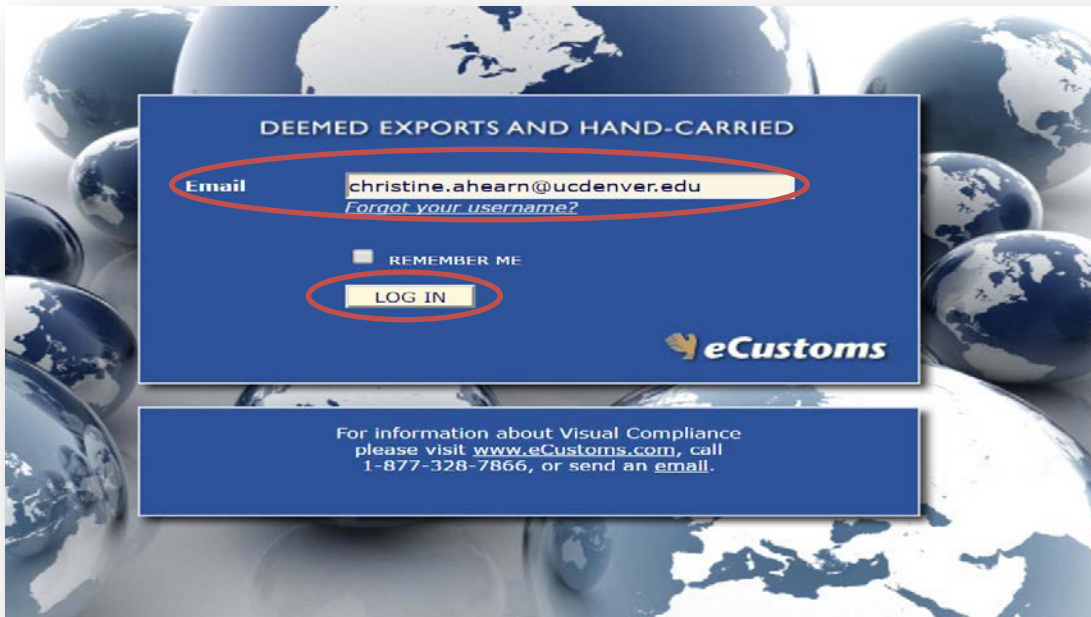 DEEMED EXPORTS AND HAND-CARRIED
Email
christine.ahearn@ucdenver.edu
Forgot your username?
REMEMBER ME
LOG IN
eCustoms
For information about Visual Compliance
please visit www.eCustoms.com, call
1-877-328-7866, or send an email.